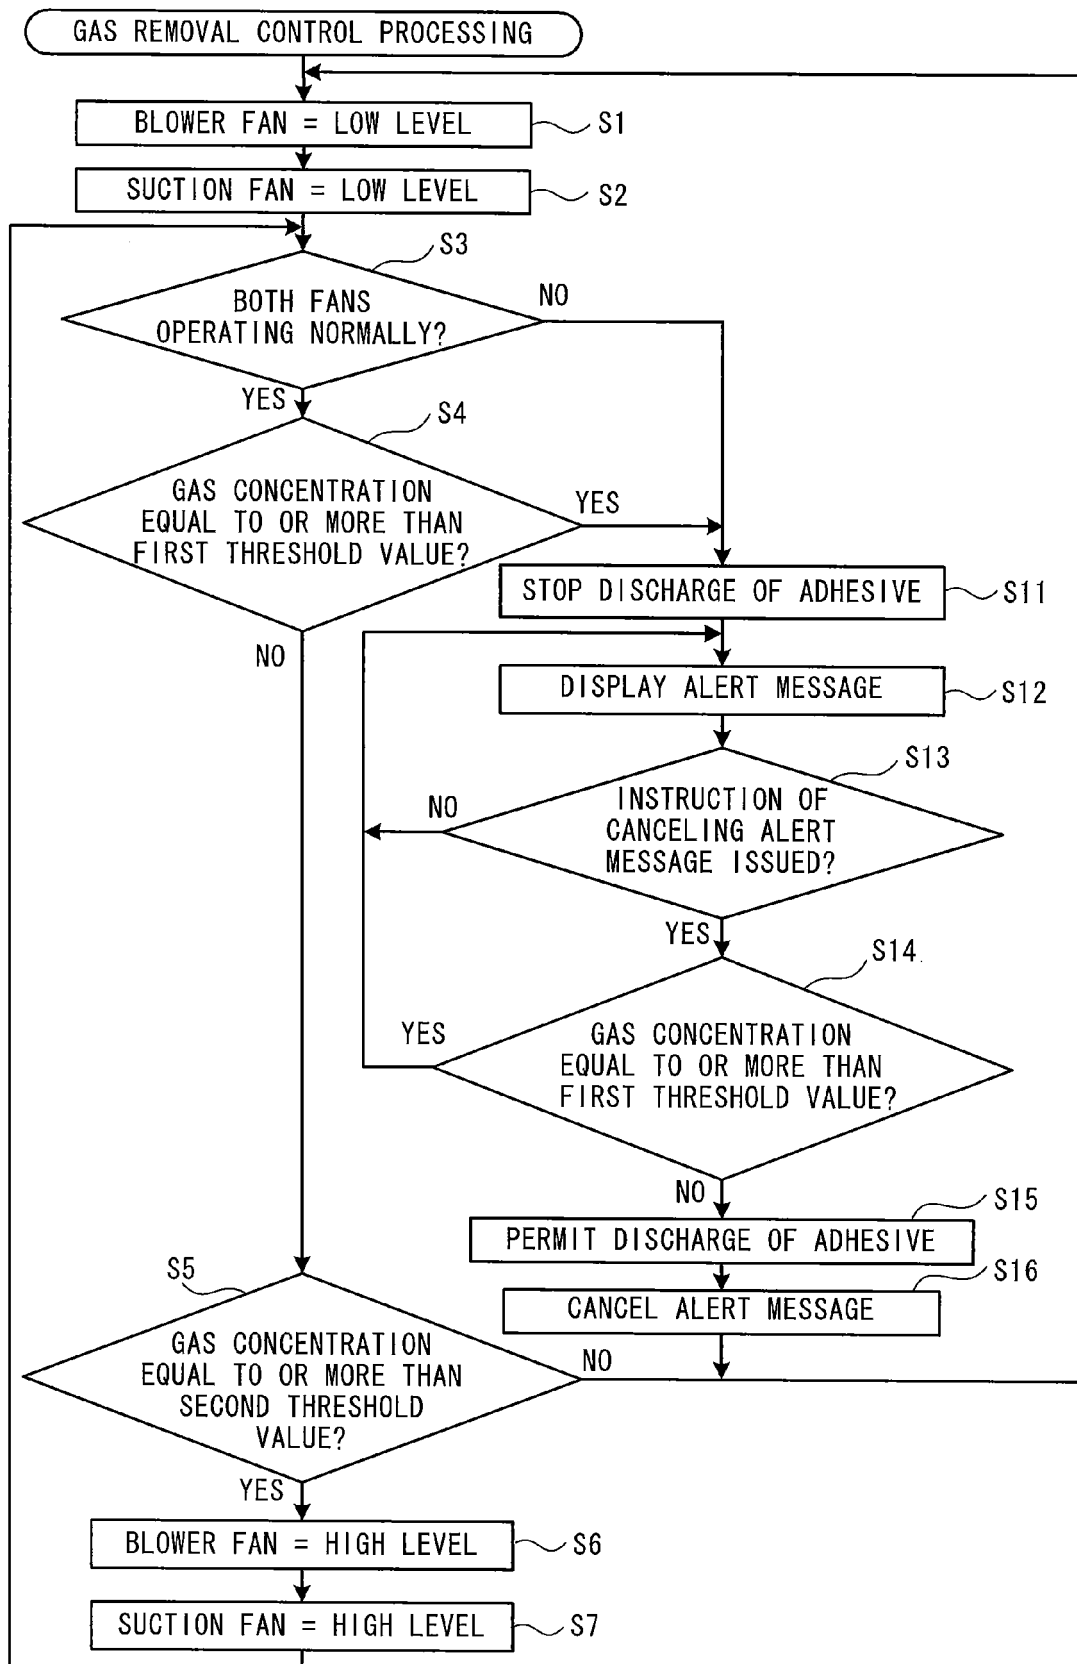 GAS REMOVAL CONTROL PROCESSING
BLOWER FAN = LOW LEVEL
S1
SUCTION FAN = LOW LEVEL
S2
S3
BOTH FANS
OPERATING NORMALLY?
NO
YES
S4
GAS CONCENTRATION
EQUAL TO OR MORE THAN
FIRST THRESHOLD VALUE?
YES
NO
STOP DISCHARGE OF ADHESIVE
S11
DISPLAY ALERT MESSAGE
S12
S13
INSTRUCTION OF
CANCELING ALERT
MESSAGE ISSUED?
NO
YES
S14
GAS CONCENTRATION
EQUAL TO OR MORE THAN
FIRST THRESHOLD VALUE?
YES
NO
S15
PERMIT DISCHARGE OF ADHESIVE
S16
CANCEL ALERT MESSAGE
S5
GAS CONCENTRATION
EQUAL TO OR MORE THAN
SECOND THRESHOLD
VALUE?
NO
YES
BLOWER FAN = HIGH LEVEL
S6
SUCTION FAN = HIGH LEVEL
S7